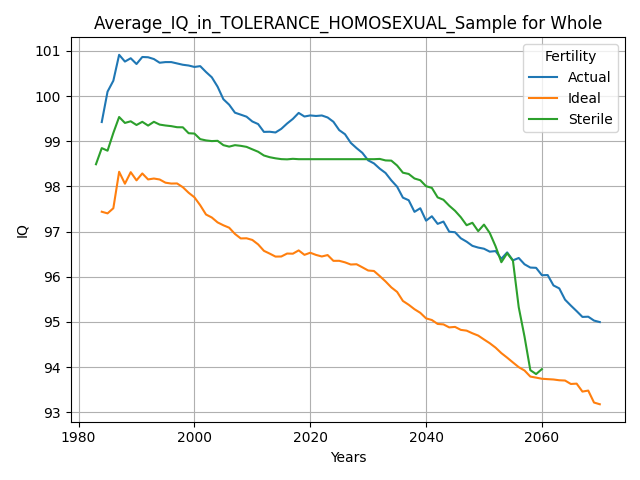 Average_IQ_in_TOLERANCE_HOMOSEXUAL_Sample for Whole
Fertility
Actual
Ideal
Sterile
IQ
101
100
99
98
97
96
95
94
93
1980
2000
2020
2040
2060
Years